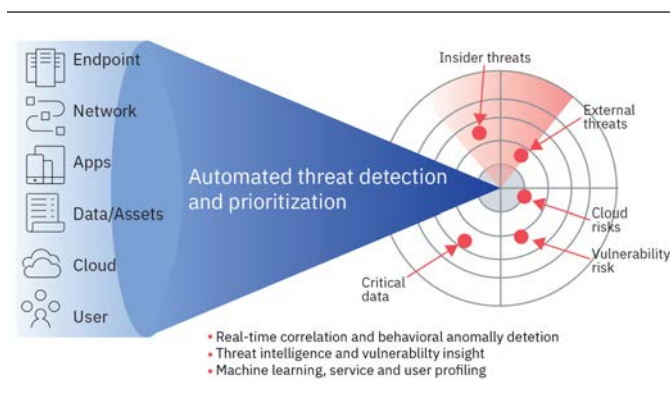 Endpoint
Network
Apps
Data/Assets
Cloud
User
Automated threat detection
and prioritization
Insider threats
External
threats
Cloud
risks
Vulnerability
risk
Critical
data
• Real-time correlation and behavioral anomally detetion
• Threat intelligence and vulnerablilty insight
• Machine learning, service and user profiling